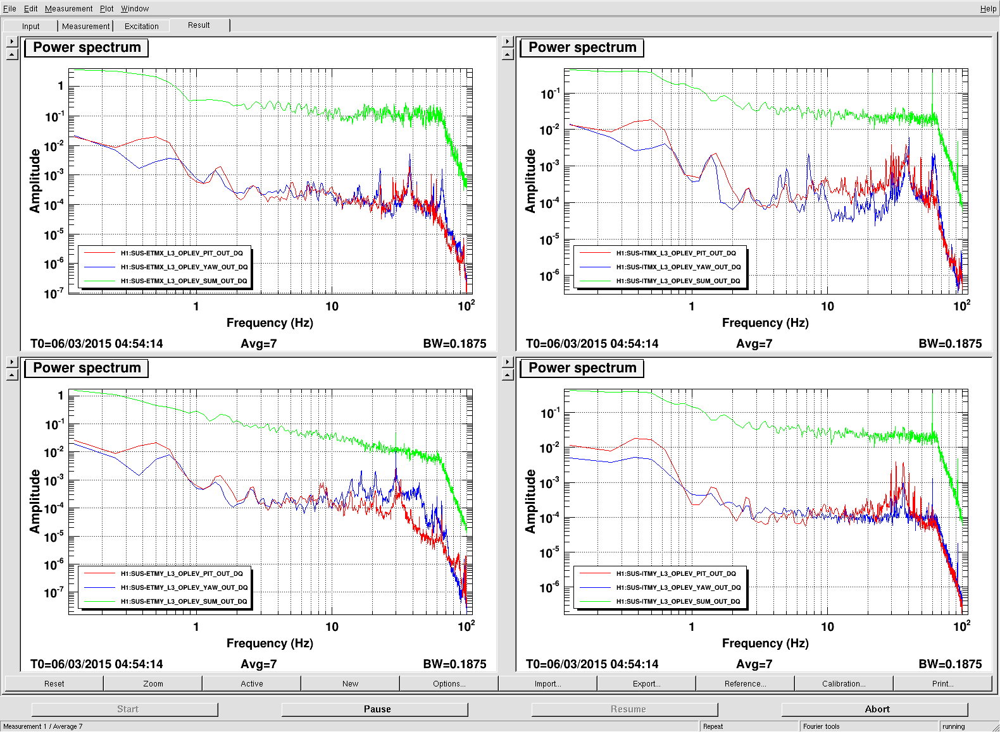 File Edit Measurement Plot Window Help
Input Measurement Excitation Result
Power spectrum
Amplitude
1
10-1
10-2
10-3
10-4
10-5
10-6
10-7
H1:SUS-ETMX_L3_OPLEV_PIT_OUT_DQ
H1:SUS-ETMX_L3_OPLEV_YAW_OUT_DQ
H1:SUS-ETMX_L3_OPLEV_SUM_OUT_DQ
1 10 102
Frequency (Hz)
T0=06/03/2015 04:54:14 Avg=7 BW=0.1875
Power spectrum
Amplitude
10-1
10-2
10-3
10-4
10-5
10-6
H1:SUS-ITMX_L3_OPLEV_PIT_OUT_DQ
H1:SUS-ITMX_L3_OPLEV_YAW_OUT_DQ
H1:SUS-ITMY_L3_OPLEV_SUM_OUT_DQ
1 10 102
Frequency (Hz)
T0=06/03/2015 04:54:14 Avg=7 BW=0.1875
Power spectrum
Amplitude
1
10-1
10-2
10-3
10-4
10-5
10-6
10-7
H1:SUS-ETMY_L3_OPLEV_PIT_OUT_DQ
H1:SUS-ETMY_L3_OPLEV_YAW_OUT_DQ
H1:SUS-ETMY_L3_OPLEV_SUM_OUT_DQ
1 10 102
Frequency (Hz)
T0=06/03/2015 04:54:14 Avg=7 BW=0.1875
Power spectrum
Amplitude
10-1
10-2
10-3
10-4
10-5
10-6
H1:SUS-ITMY_L3_OPLEV_PIT_OUT_DQ
H1:SUS-ITMY_L3_OPLEV_YAW_OUT_DQ
H1:SUS-ITMY_L3_OPLEV_SUM_OUT_DQ
1 10 102
Frequency (Hz)
T0=06/03/2015 04:54:14 Avg=7 BW=0.1875
Reset Zoom Active New Options... Import... Export... Reference... Calibration... Print...
Start Pause Resume Abort
Measurement 1 / Average 7 Repeat Fourier tools running